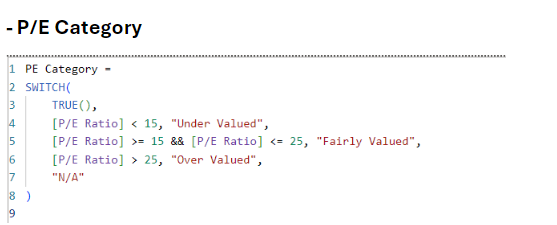 - P/E Category
1 PE Category =
2 SWITCH(
3 TRUE(),
4 [P/E Ratio] < 15, "Under Valued",
5 [P/E Ratio] >= 15 && [P/E Ratio] <= 25, "Fairly Valued",
6 [P/E Ratio] > 25, "Over Valued",
7 "N/A"
8 )
9